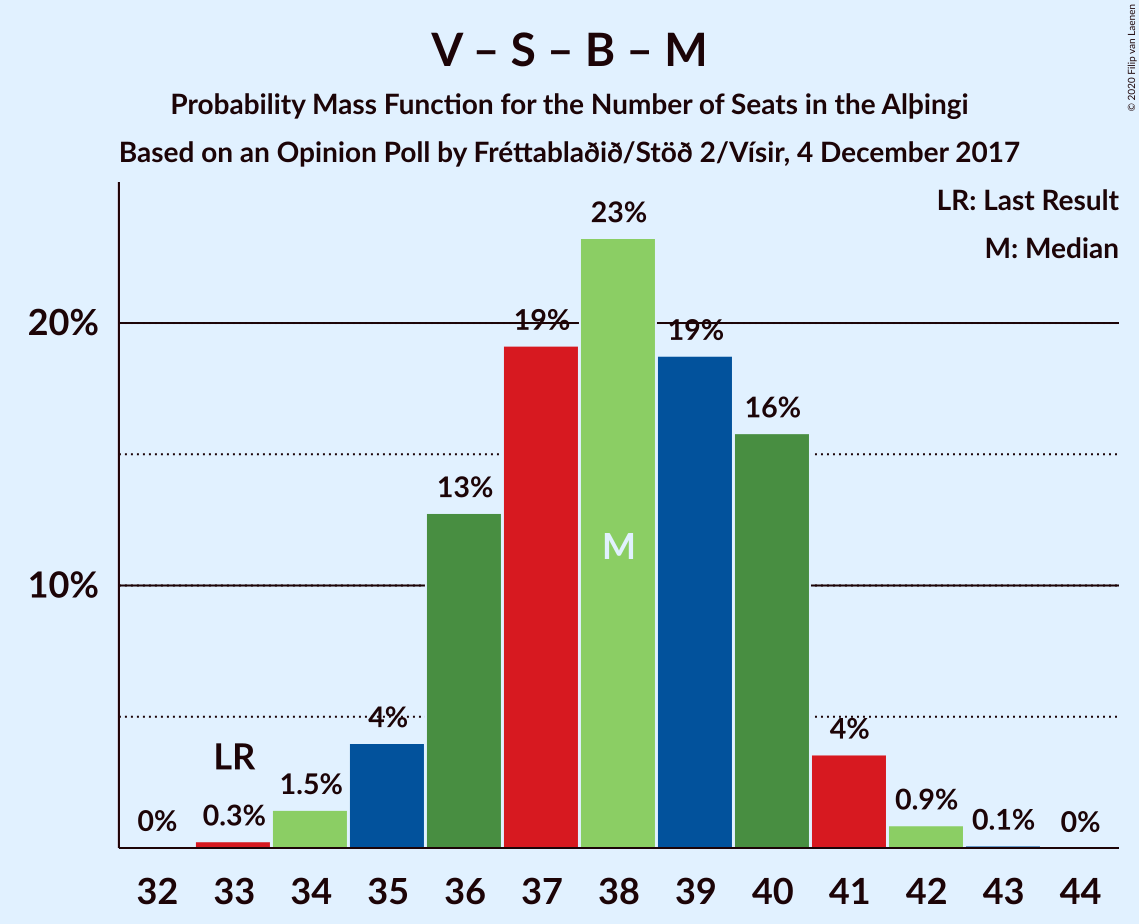 V – S – B – M
Probability Mass Function for the Number of Seats in the Alþingi
Based on an Opinion Poll by Fréttablaðið/Stöð 2/Vísir, 4 December 2017
© 2020 Filip van Laenen
LR: Last Result
M: Median
23%
20%
19%
19%
16%
13%
M
10%
4%
4%
LR
1.5%
0.9%
0%
0.3%
0.1%
0%
32 33 34 35 36 37 38 39 40 41 42 43 44